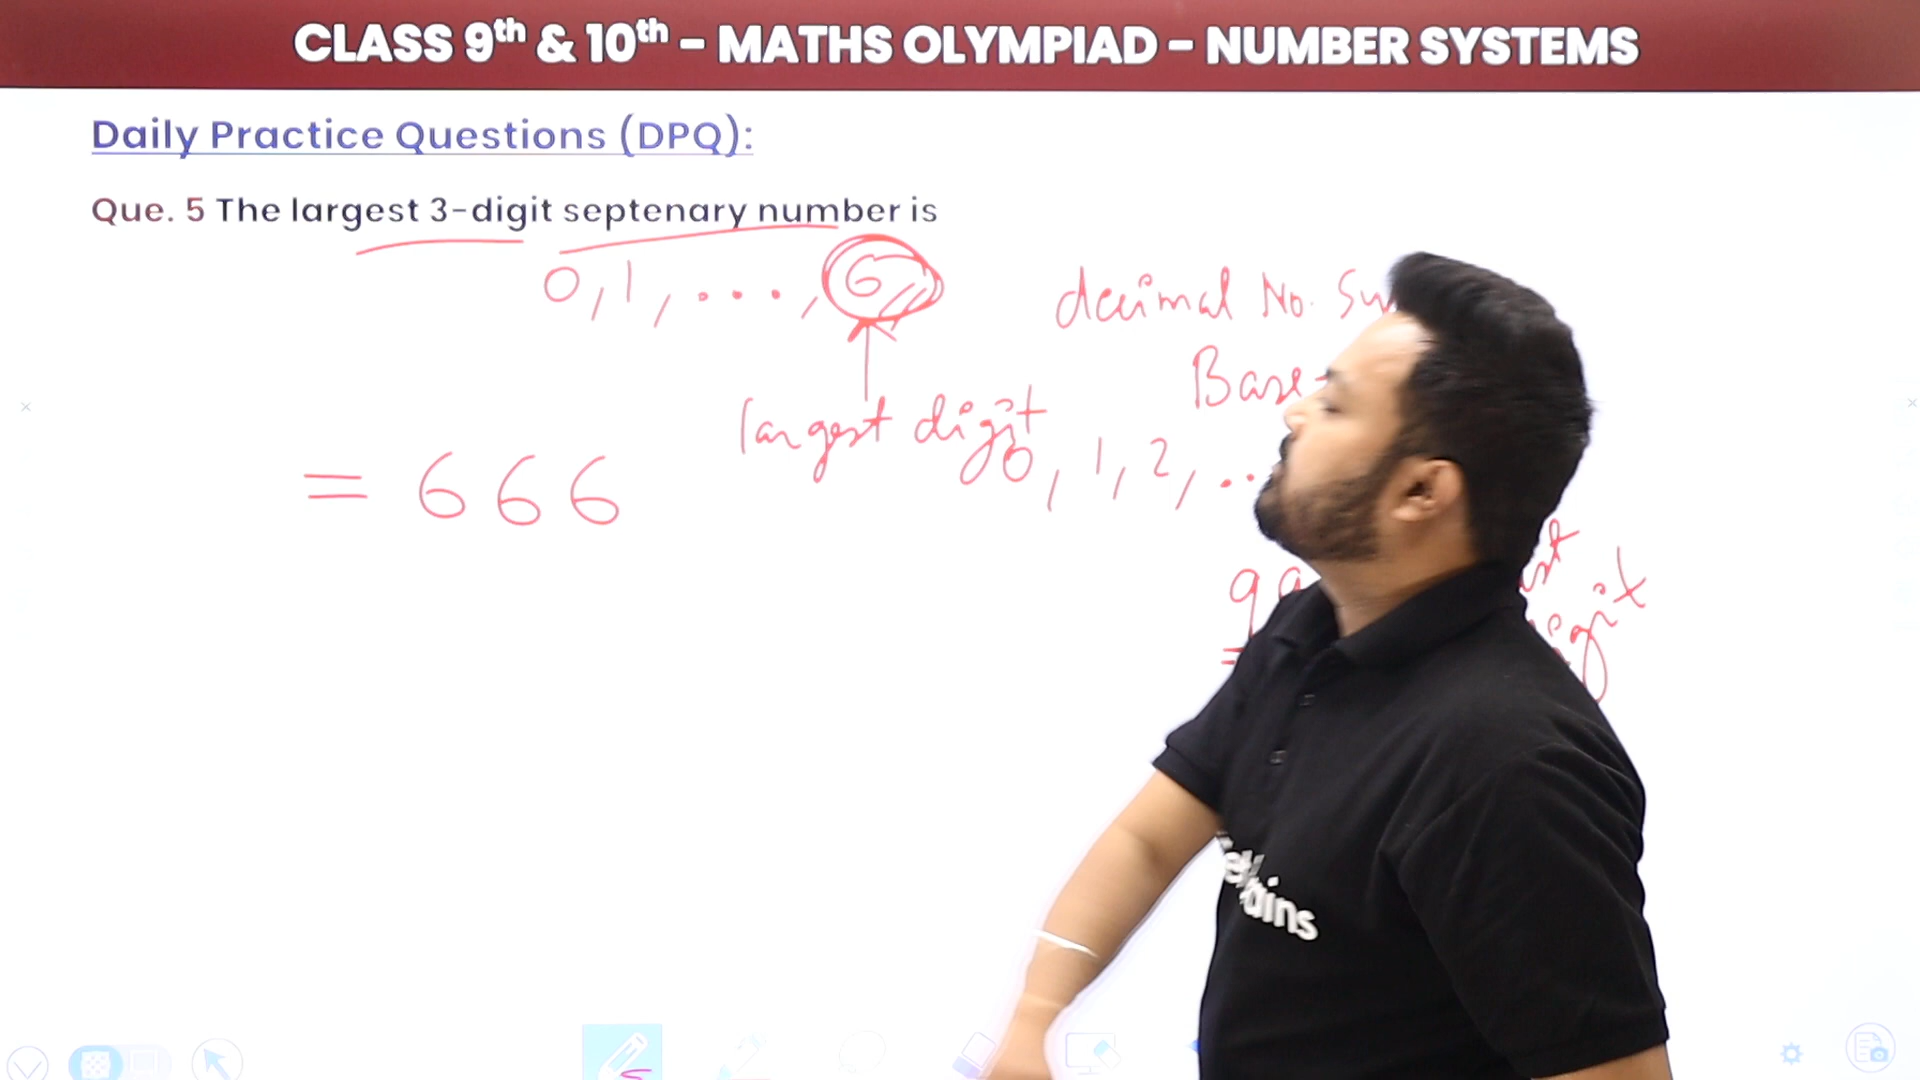 CLASS 9th & 10th – MATHS OLYMPIAD – NUMBER SYSTEMS
Daily Practice Questions (DPQ):
Que. 5 The largest 3-digit septenary number is
0, 1, ..., 6
decimal No.
Base
largest digit
0, 1, 2, ..
= 666
99